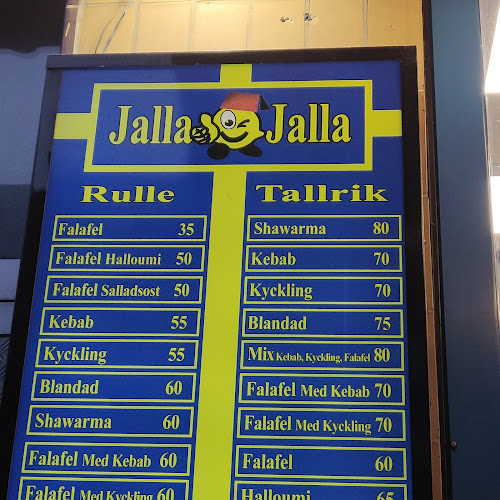 Jalla Jalla
Rulle
Falafel 35
Falafel Halloumi 50
Falafel Salladsost 50
Kebab 55
Kyckling 55
Blandad 60
Shawarma 60
Falafel Med Kebab 60
Falafel Med Kyckling 60
Tallrik
Shawarma 80
Kebab 70
Kyckling 70
Blandad 75
Mix Kebab, Kyckling, Falafel 80
Falafel Med Kebab 70
Falafel Med Kyckling 70
Falafel 60
Halloumi 65